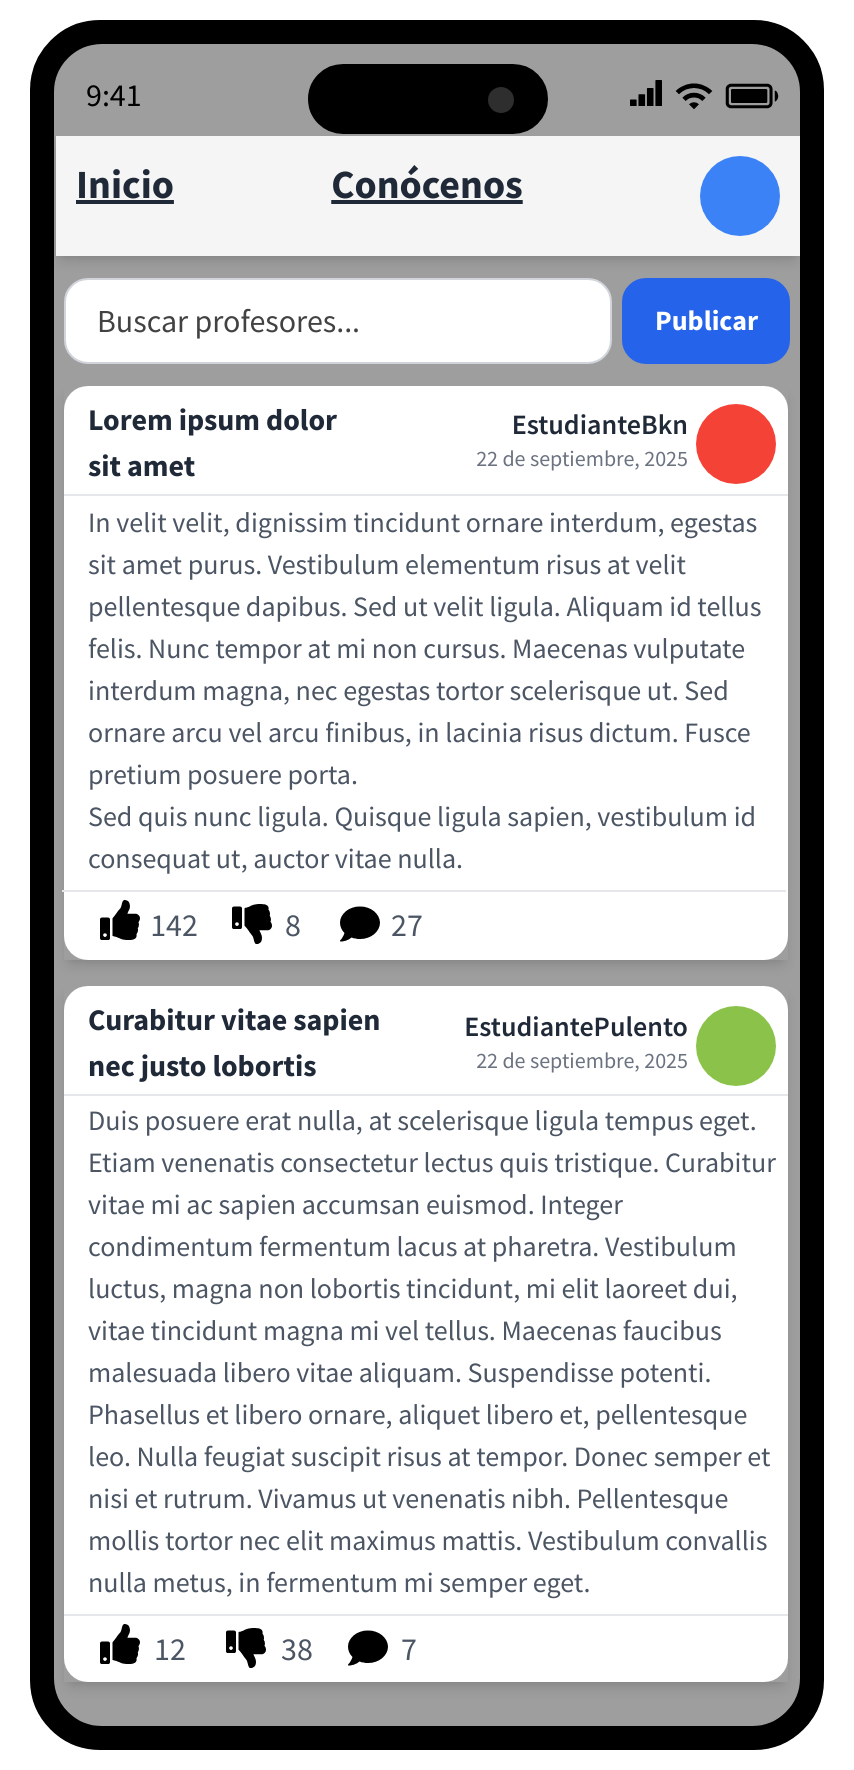 9:41
Inicio Conócenos
Buscar profesores...
Publicar
Lorem ipsum dolor
sit amet
EstudianteBkn
22 de septiembre, 2025
In velit velit, dignissim tincidunt ornare interdum, egestas
sit amet purus. Vestibulum elementum risus at velit
pellentesque dapibus. Sed ut velit ligula. Aliquam id tellus
felis. Nunc tempor at mi non cursus. Maecenas vulputate
interdum magna, nec egestas tortor scelerisque ut. Sed
ornare arcu vel arcu finibus, in lacinia risus dictum. Fusce
pretium posuere porta.
Sed quis nunc ligula. Quisque ligula sapien, vestibulum id
consequat ut, auctor vitae nulla.
142 8 27
Curabitur vitae sapien
nec justo lobortis
EstudiantePulento
22 de septiembre, 2025
Duis posuere erat nulla, at scelerisque ligula tempus eget.
Etiam venenatis consectetur lectus quis tristique. Curabitur
vitae mi ac sapien accumsan euismod. Integer
condimentum fermentum lacus at pharetra. Vestibulum
luctus, magna non lobortis tincidunt, mi elit laoreet dui,
vitae tincidunt magna mi vel tellus. Maecenas faucibus
malesuada libero vitae aliquam. Suspendisse potenti.
Phasellus et libero ornare, aliquet libero et, pellentesque
leo. Nulla feugiat suscipit risus at tempor. Donec semper et
nisi et rutrum. Vivamus ut venenatis nibh. Pellentesque
mollis tortor nec elit maximus mattis. Vestibulum convallis
nulla metus, in fermentum mi semper eget.
12 38 7